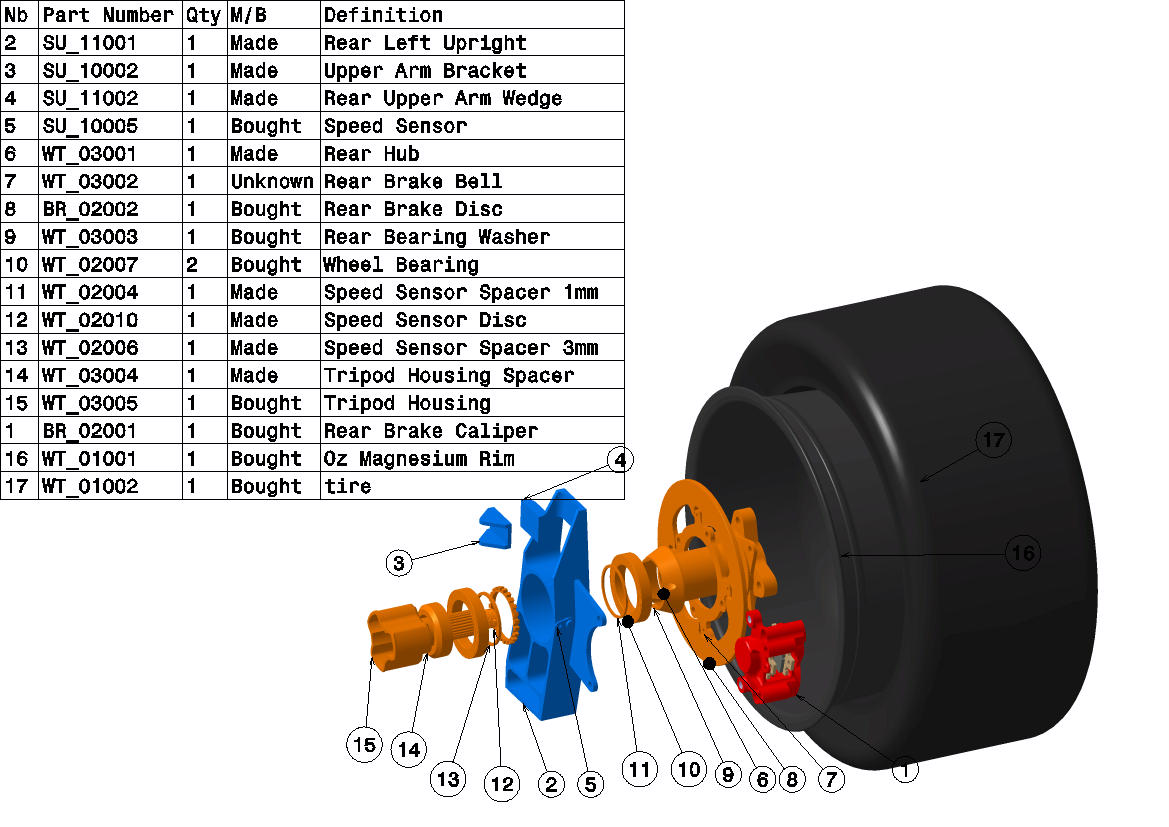 Nb Part Number Qty M/B Definition
2 SU_11001 1 Made Rear Left Upright
3 SU_10002 1 Made Upper Arm Bracket
4 SU_11002 1 Made Rear Upper Arm Wedge
5 SU_10005 1 Bought Speed Sensor
6 WT_03001 1 Made Rear Hub
7 WT_03002 1 Unknown Rear Brake Bell
8 BR_02002 1 Bought Rear Brake Disc
9 WT_03003 1 Bought Rear Bearing Washer
10 WT_02007 2 Bought Wheel Bearing
11 WT_02004 1 Made Speed Sensor Spacer 1mm
12 WT_02010 1 Made Speed Sensor Disc
13 WT_02006 1 Made Speed Sensor Spacer 3mm
14 WT_03004 1 Made Tripod Housing Spacer
15 WT_03005 1 Bought Tripod Housing
1 BR_02001 1 Bought Rear Brake Caliper
16 WT_01001 1 Bought Oz Magnesium Rim
17 WT_01002 1 Bought tire
4
17
3
16
15
14
13
12
2
5
11
10
9
6
8
7
1